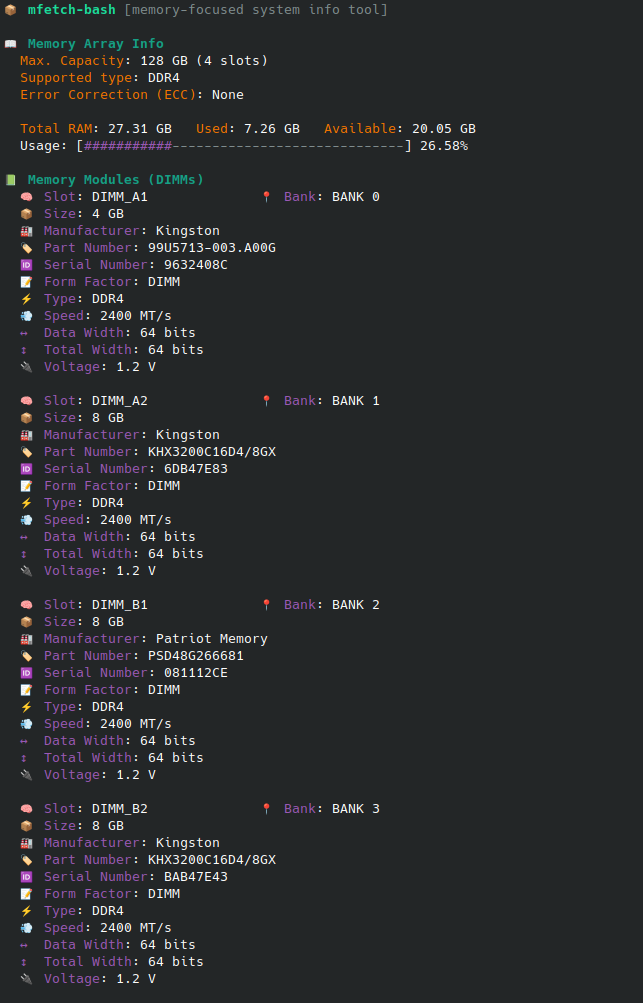 mfetch-bash [memory-focused system info tool]
Memory Array Info
Max. Capacity: 128 GB (4 slots)
Supported type: DDR4
Error Correction (ECC): None
Total RAM: 27.31 GB   Used: 7.26 GB   Available: 20.05 GB
Usage: [###########-----------------------------] 26.58%
Memory Modules (DIMMs)
Slot: DIMM_A1   Bank: BANK 0
Size: 4 GB
Manufacturer: Kingston
Part Number: 99U5713-003.A00G
🆔 Serial Number: 9632408C
Form Factor: DIMM
Type: DDR4
Speed: 2400 MT/s
↔ Data Width: 64 bits
↕ Total Width: 64 bits
Voltage: 1.2 V
Slot: DIMM_A2   Bank: BANK 1
Size: 8 GB
Manufacturer: Kingston
Part Number: KHX3200C16D4/8GX
🆔 Serial Number: 6DB47E83
Form Factor: DIMM
Type: DDR4
Speed: 2400 MT/s
↔ Data Width: 64 bits
↕ Total Width: 64 bits
Voltage: 1.2 V
Slot: DIMM_B1   Bank: BANK 2
Size: 8 GB
Manufacturer: Patriot Memory
Part Number: PSD48G266681
🆔 Serial Number: 081112CE
Form Factor: DIMM
Type: DDR4
Speed: 2400 MT/s
↔ Data Width: 64 bits
↕ Total Width: 64 bits
Voltage: 1.2 V
Slot: DIMM_B2   Bank: BANK 3
Size: 8 GB
Manufacturer: Kingston
Part Number: KHX3200C16D4/8GX
🆔 Serial Number: BAB47E43
Form Factor: DIMM
Type: DDR4
Speed: 2400 MT/s
↔ Data Width: 64 bits
↕ Total Width: 64 bits
Voltage: 1.2 V